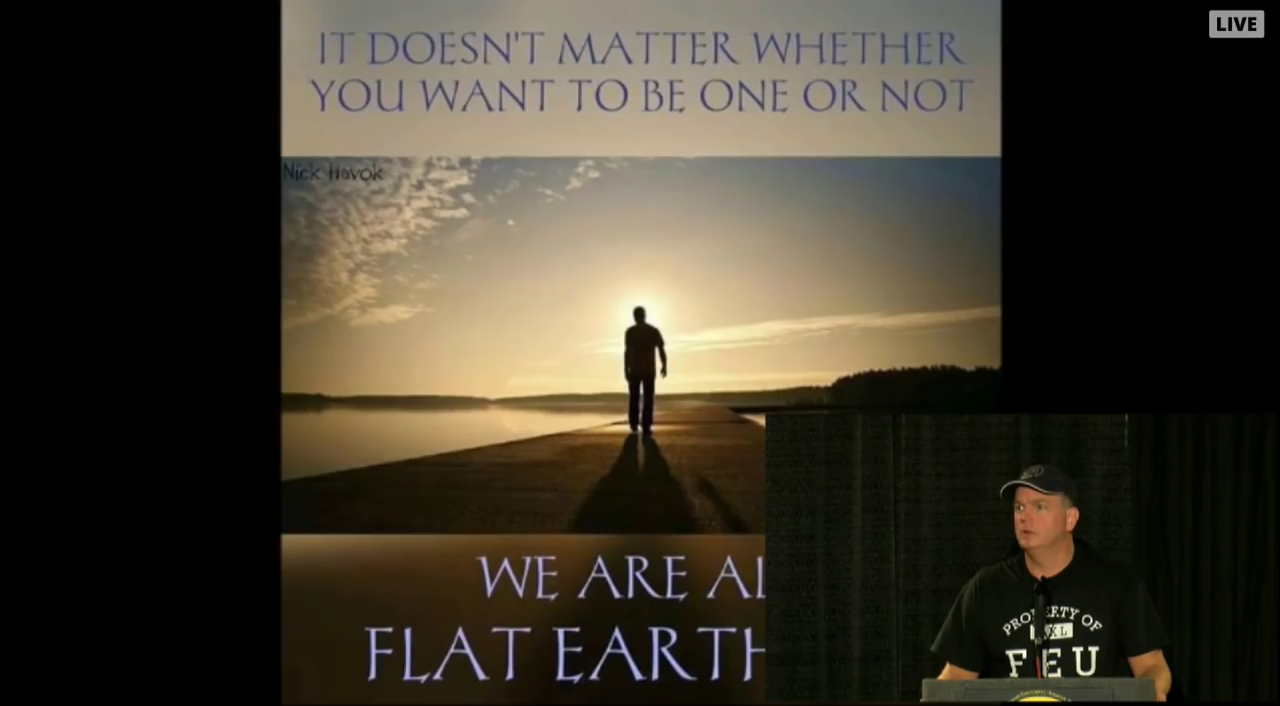 LIVE
IT DOESN'T MATTER WHETHER
YOU WANT TO BE ONE OR NOT
Nick Havok
WE ARE AL
FLAT EARTH
PROPERTY OF
XXL
FEU